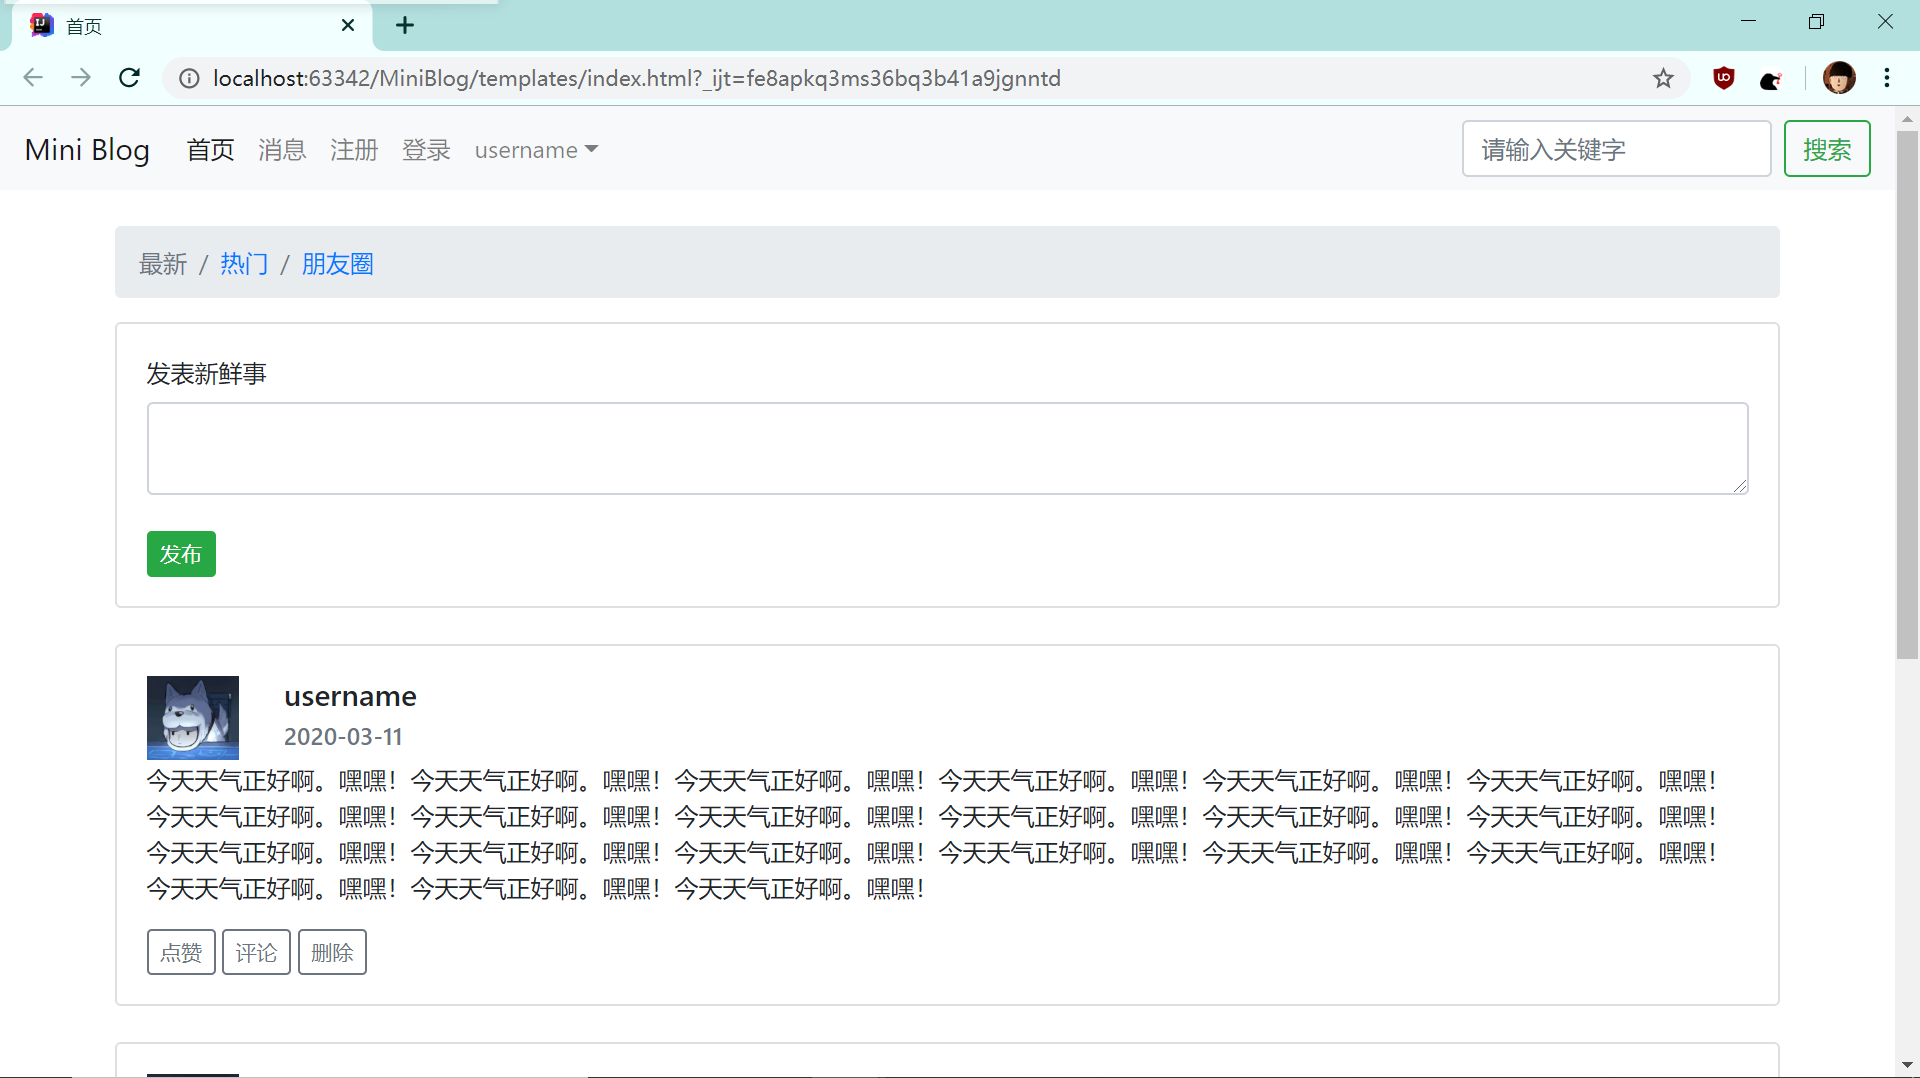 首页
localhost:63342/MiniBlog/templates/index.html?_ijt=fe8apkq3ms36bq3b41a9jgnntd
Mini Blog 首页 消息 注册 登录 username 请输入关键字 搜索
最新 / 热门 / 朋友圈
发表新鲜事
发布
username
2020-03-11
今天天气正好啊。嘿嘿！今天天气正好啊。嘿嘿！今天天气正好啊。嘿嘿！今天天气正好啊。嘿嘿！今天天气正好啊。嘿嘿！今天天气正好啊。嘿嘿！
今天天气正好啊。嘿嘿！今天天气正好啊。嘿嘿！今天天气正好啊。嘿嘿！今天天气正好啊。嘿嘿！今天天气正好啊。嘿嘿！今天天气正好啊。嘿嘿！
今天天气正好啊。嘿嘿！今天天气正好啊。嘿嘿！今天天气正好啊。嘿嘿！今天天气正好啊。嘿嘿！今天天气正好啊。嘿嘿！今天天气正好啊。嘿嘿！
今天天气正好啊。嘿嘿！今天天气正好啊。嘿嘿！今天天气正好啊。嘿嘿！
点赞 评论 删除